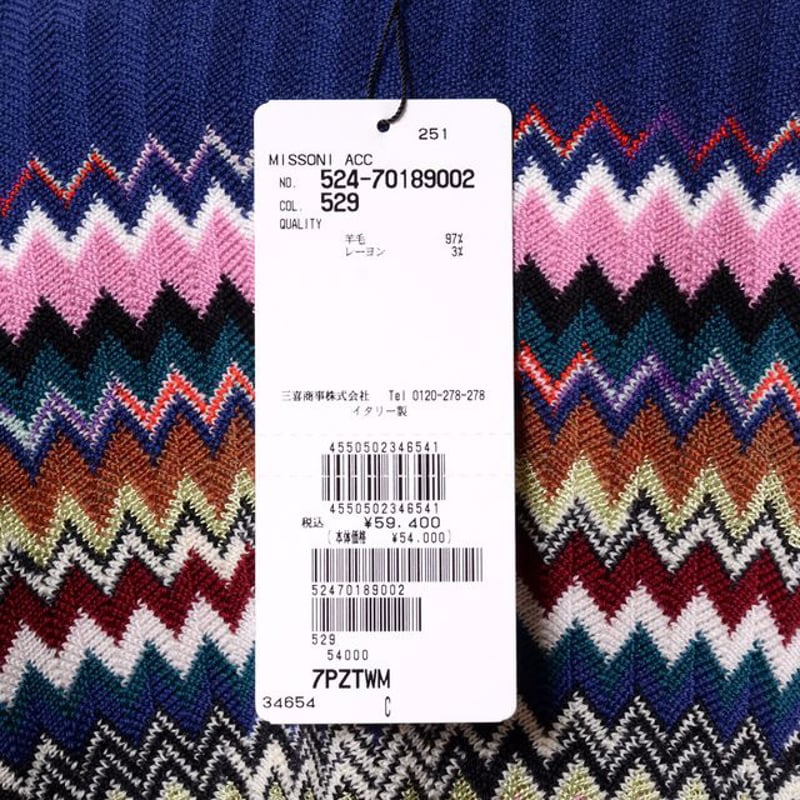 251
MISSONI ACC
NO. 524-70189002
COL. 529
QUALITY
羊毛 97%
レーヨン 3%
三喜商事株式会社 Tel 0120-278-278
イタリー製
4550502346541
4550502346541
税込 ¥59.400
(本体価格 ¥54.000)
52470189002
529
54000
7PZTWM
34654 C